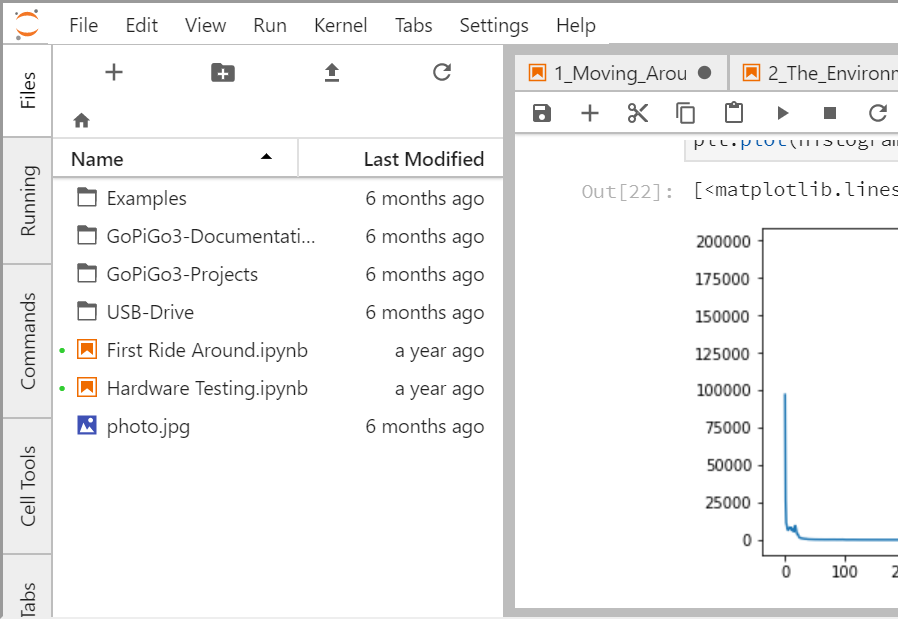 File Edit View Run Kernel Tabs Settings Help
Files
Running
Commands
Cell Tools
Tabs
Name Last Modified
Examples 6 months ago
GoPiGo3-Documentati... 6 months ago
GoPiGo3-Projects 6 months ago
USB-Drive 6 months ago
First Ride Around.ipynb a year ago
Hardware Testing.ipynb a year ago
photo.jpg 6 months ago
1_Moving_Arou 2_The_Environ
plt.plot(histogram
Out[22]: [<matplotlib.lines
200000
175000
150000
125000
100000
75000
50000
25000
0
0 100 2